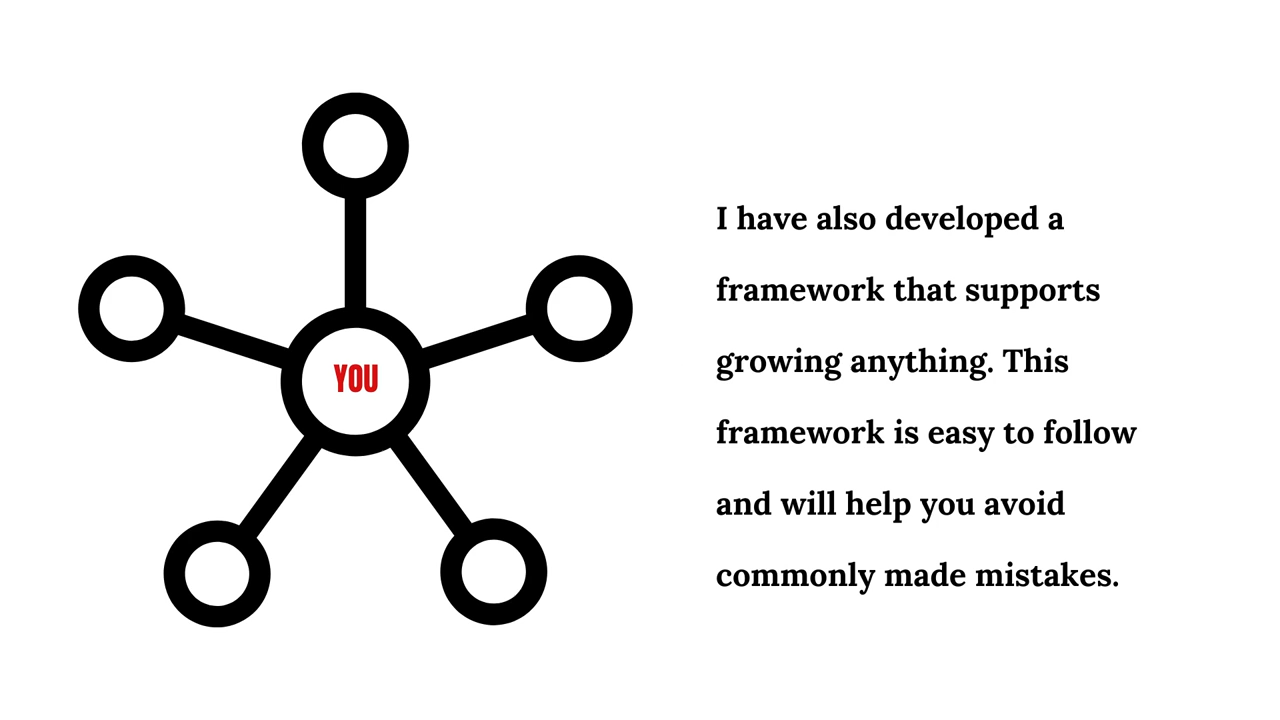 YOU
I have also developed a
framework that supports
growing anything. This
framework is easy to follow
and will help you avoid
commonly made mistakes.